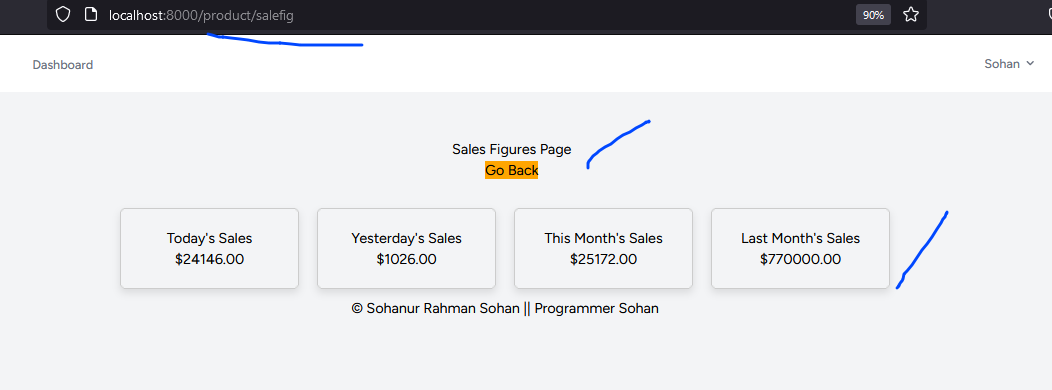 localhost:8000/product/salefig 90%
Dashboard Sohan
Sales Figures Page
Go Back
Today's Sales Yesterday's Sales This Month's Sales Last Month's Sales
$24146.00 $1026.00 $25172.00 $770000.00
© Sohanur Rahman Sohan || Programmer Sohan